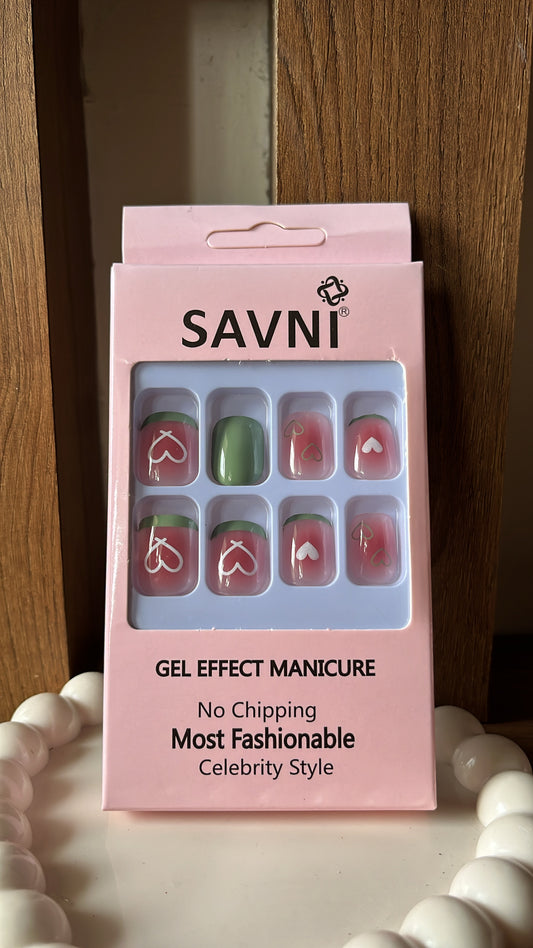 SAVNI®
GEL EFFECT MANICURE
No Chipping
Most Fashionable
Celebrity Style